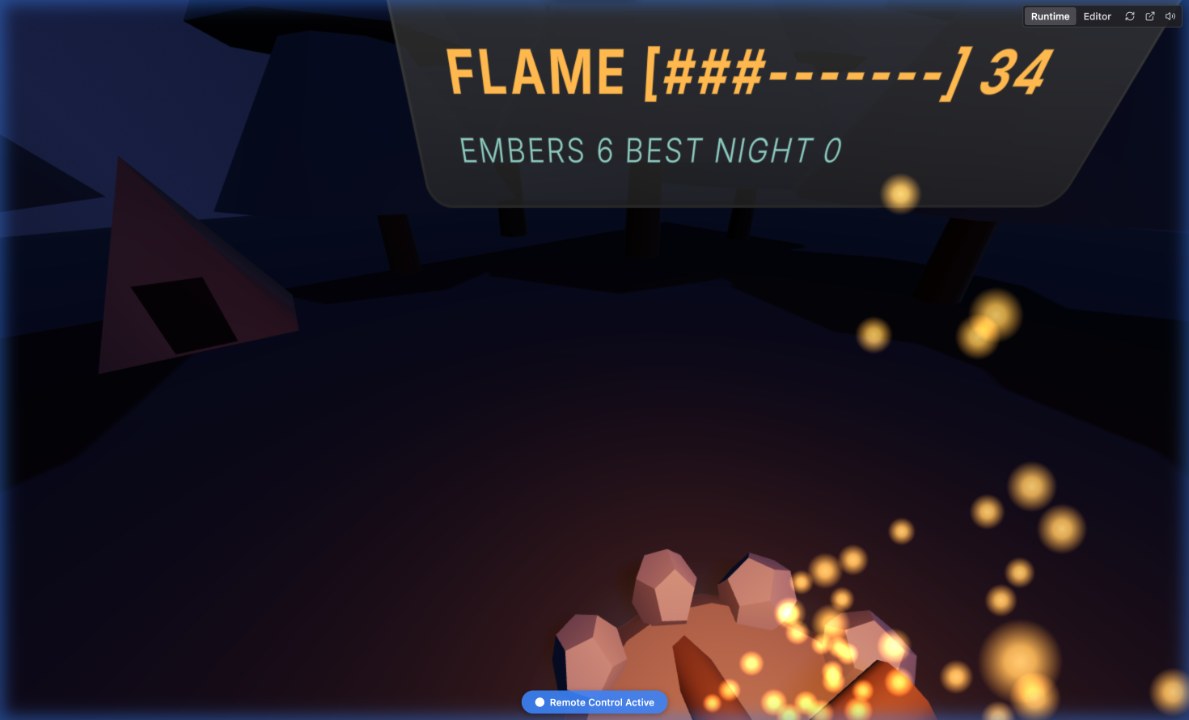 Runtime Editor
FLAME [###-------] 34
EMBERS 6 BEST NIGHT 0
Remote Control Active